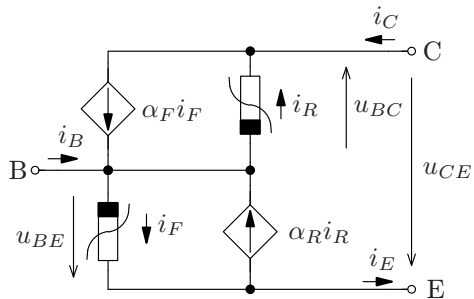 i_C
C
α_F i_F
i_R
u_BC
i_B
B
u_CE
u_BE
i_F
α_R i_R
i_E
E